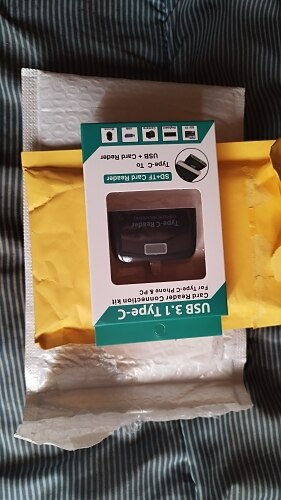 USB 3.1 Type-C
Card Reader Connection kit
For Type-C Phone & PC
Type-C Reader
SD+TF Card Reader
Type-C To
USB + Card Reder